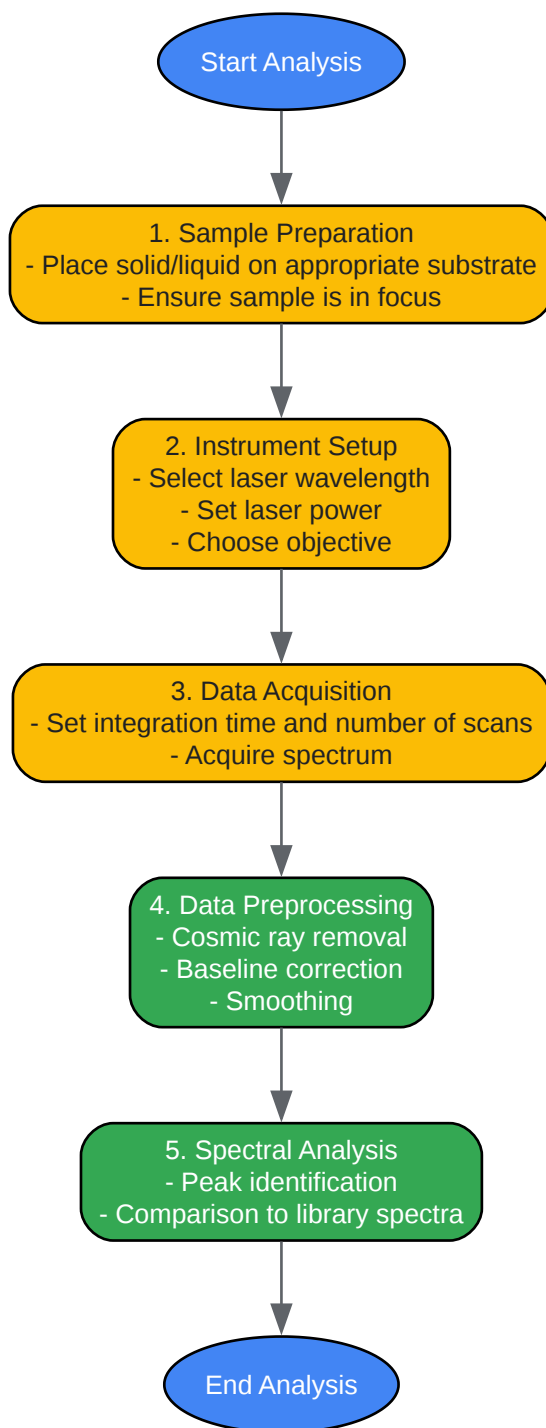 Start Analysis
1. Sample Preparation
- Place solid/liquid on appropriate substrate
- Ensure sample is in focus
2. Instrument Setup
- Select laser wavelength
- Set laser power
- Choose objective
3. Data Acquisition
- Set integration time and number of scans
- Acquire spectrum
4. Data Preprocessing
- Cosmic ray removal
- Baseline correction
- Smoothing
5. Spectral Analysis
- Peak identification
- Comparison to library spectra
End Analysis